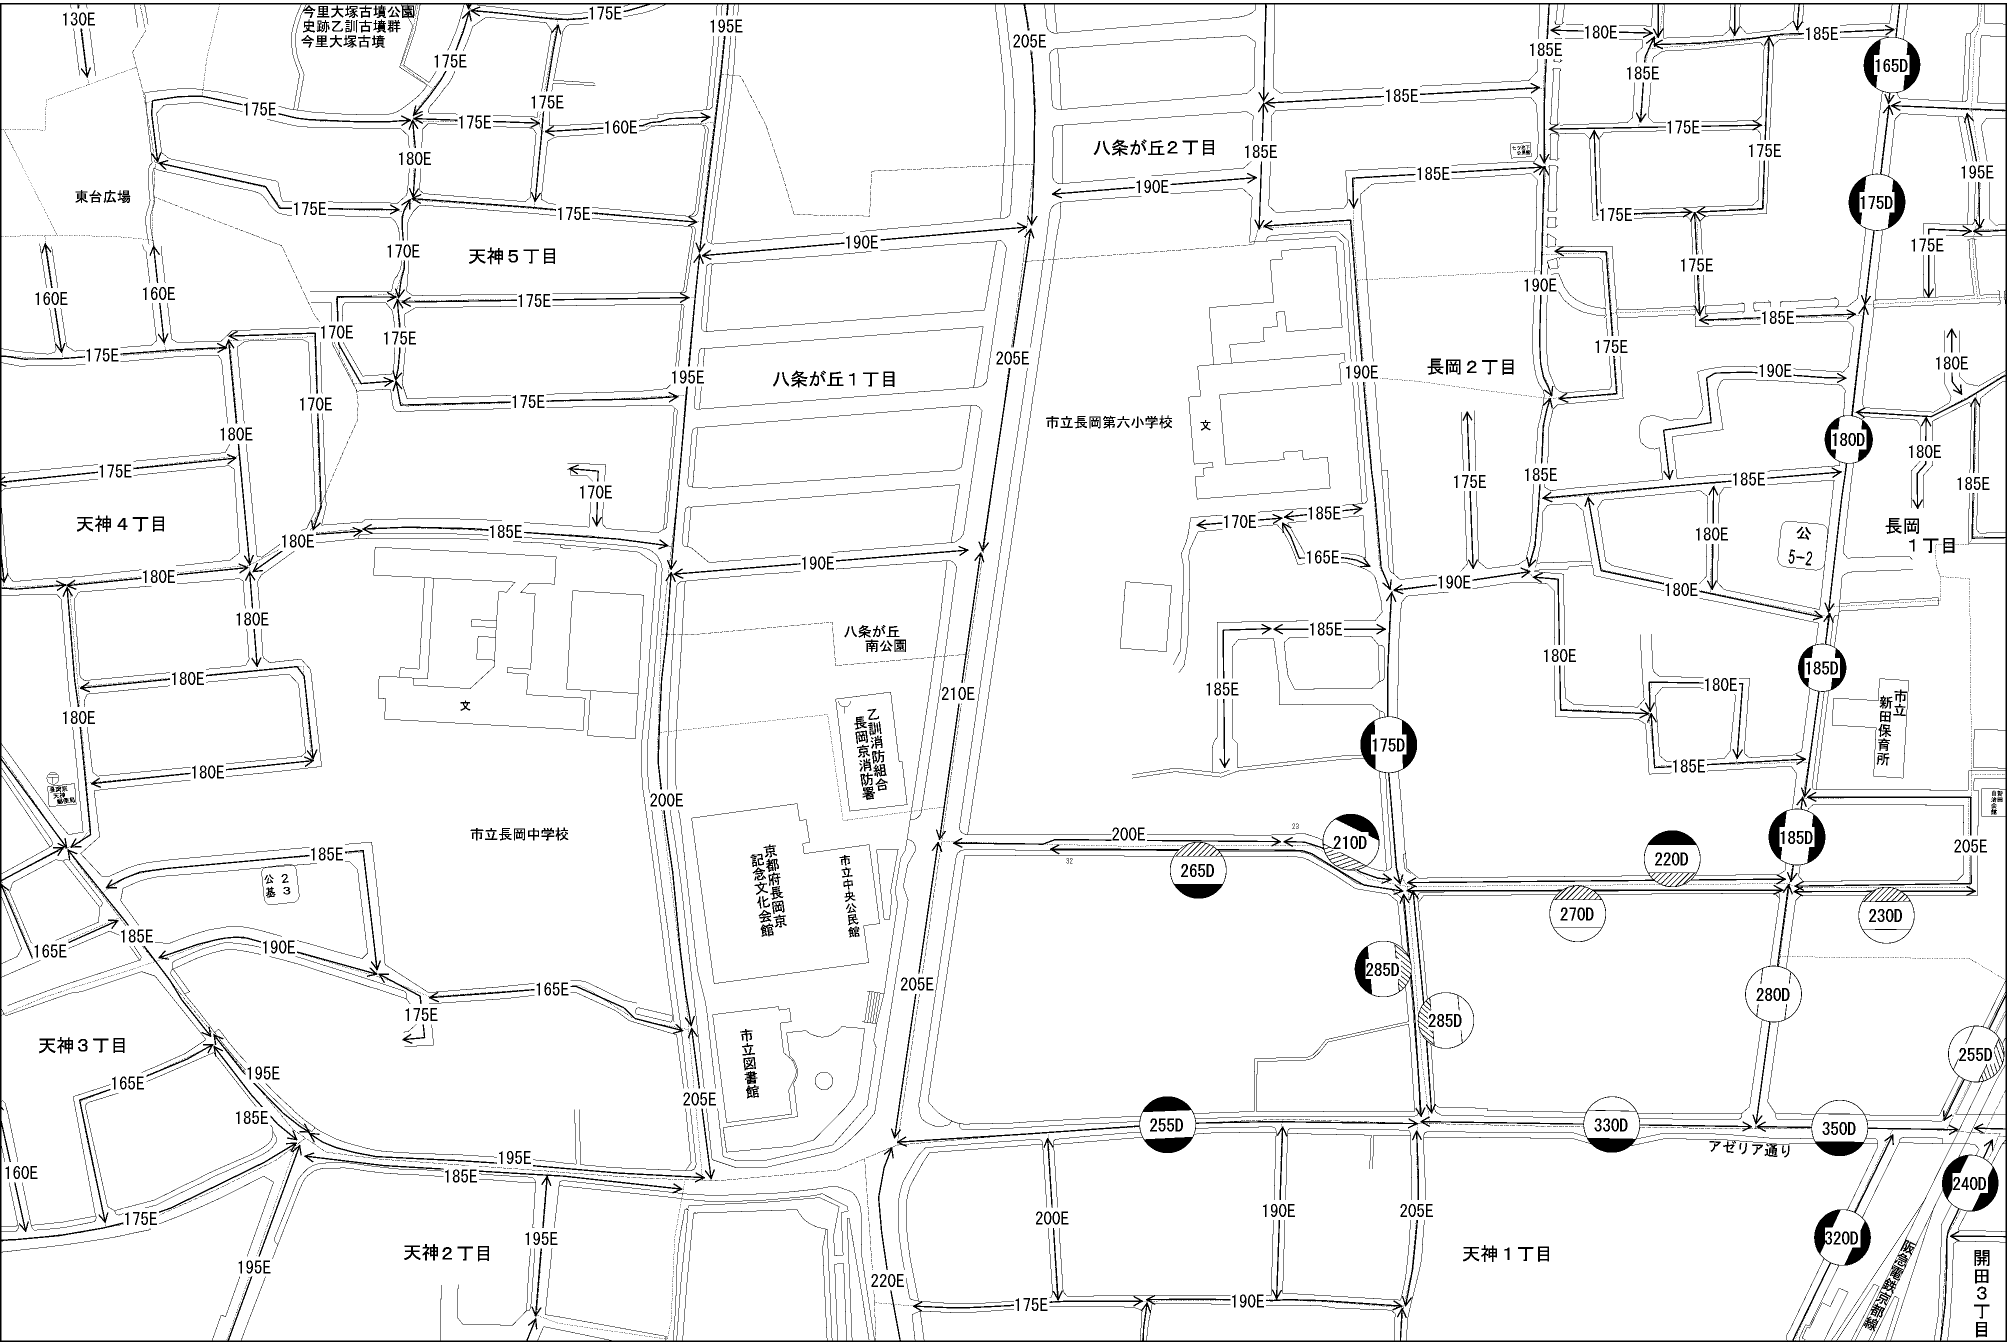 今里大塚古墳公園
史跡乙訓古墳群
今里大塚古墳
130E
175E
195E
205E
185E
180E
185E
165D
175E
185E
175E
185E
175E
175E
160E
175E
180E
八条が丘2丁目
185E
175E
175E
東台広場
190E
185E
195E
175E
175E
175E
175D
175E
170E
天神5丁目
190E
175E
160E
160E
175E
175E
190E
185E
170E
175E
175E
205E
190E
175E
長岡2丁目
180E
195E
八条が丘1丁目
190E
170E
175E
市立長岡第六小学校
文
180D
180E
180E
175E
170E
175E
185E
185E
185E
天神4丁目
180E
185E
170E
185E
180E
公
5-2
長岡
1丁目
190E
165E
190E
180E
180E
180E
八条が丘
南公園
185E
180E
185D
180E
180E
文
210E
185E
180E
市立
新田保育所
乙訓消防組合
長岡京消防署
175D
185E
180E
200E
市立長岡中学校
185E
公 2
基 3
京都府長岡京
記念文化会館
市立中央公民館
200E
23
32
210D
265D
220D
185D
205E
270D
230D
165E
185E
190E
165E
175E
205E
285D
285D
280D
天神3丁目
165E
195E
185E
市立図書館
205E
255D
255D
330D
350D
アゼリア通り
195E
185E
160E
175E
200E
190E
205E
240D
195E
天神2丁目
195E
220E
天神1丁目
320D
175E
190E
阪急電鉄京都線
開田3丁目